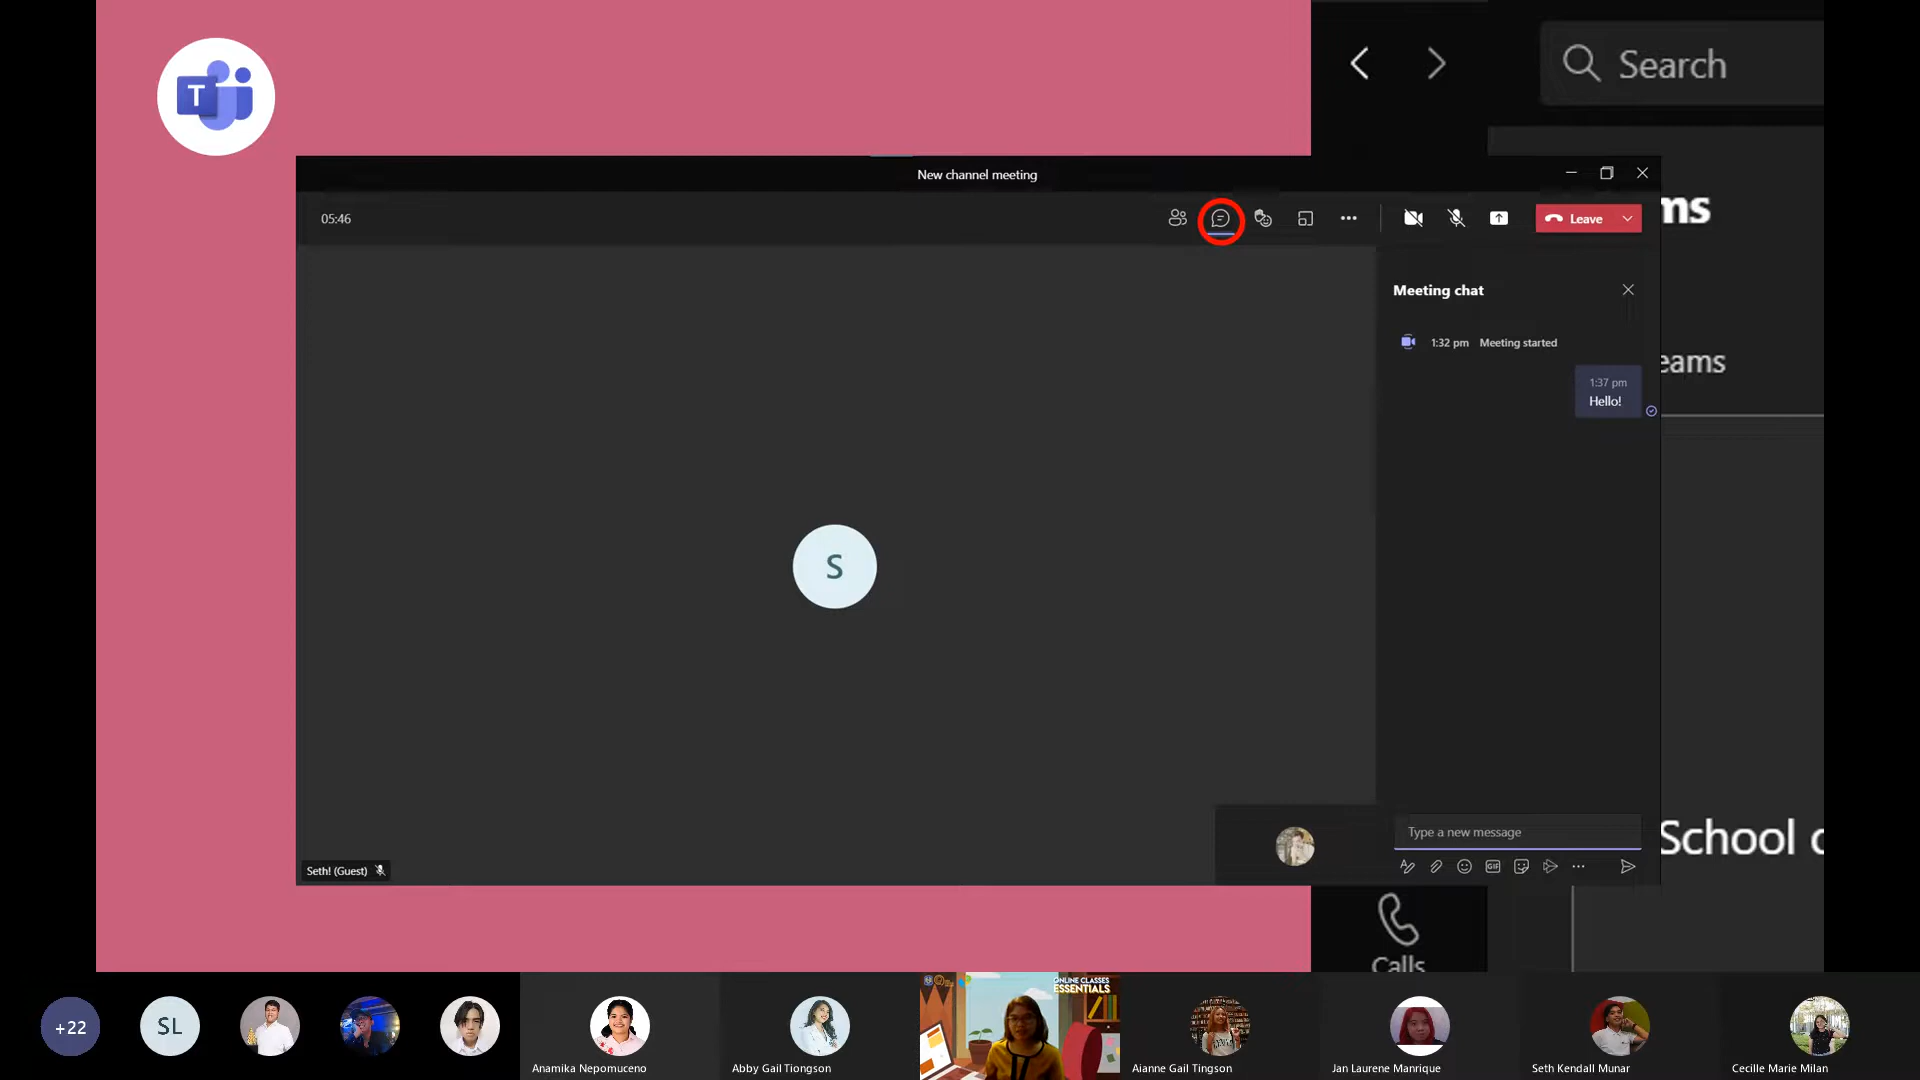 T
Search
New channel meeting
ms
05:46
Leave
Meeting chat
1:32 pm Meeting started
eams
1:37 pm
Hello!
S
Type a new message
School
Seth! (Guest)
GIF
Calls
ONLINE CLASSES
ESSENTIALS
+22
SL
Anamika Nepomuceno
Abby Gail Tiongson
Aianne Gail Tingson
Jan Laurene Manrique
Seth Kendall Munar
Cecille Marie Milan